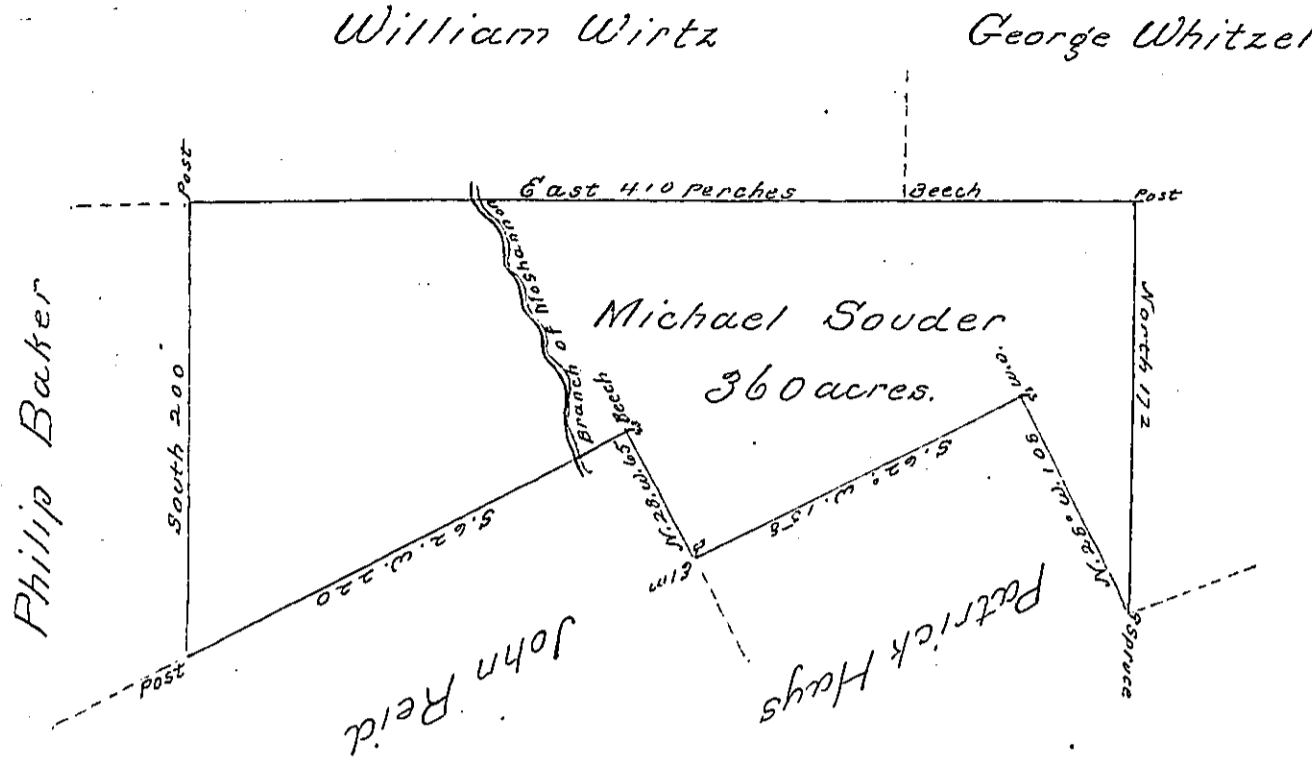 William Wirtz
George Whitzel
Post
East 410 Perches
Beech
Post
Philip Baker
South 200
Branch of Moshannon
Michael Souder
360 acres.
North 172
Beech
W.O.
S. 62. W. 220
N. 28. W. 65
S. 62.° W. 158
N. 28° W. 108
Elm
Post
John Reid
Patrick Hays
Spruce